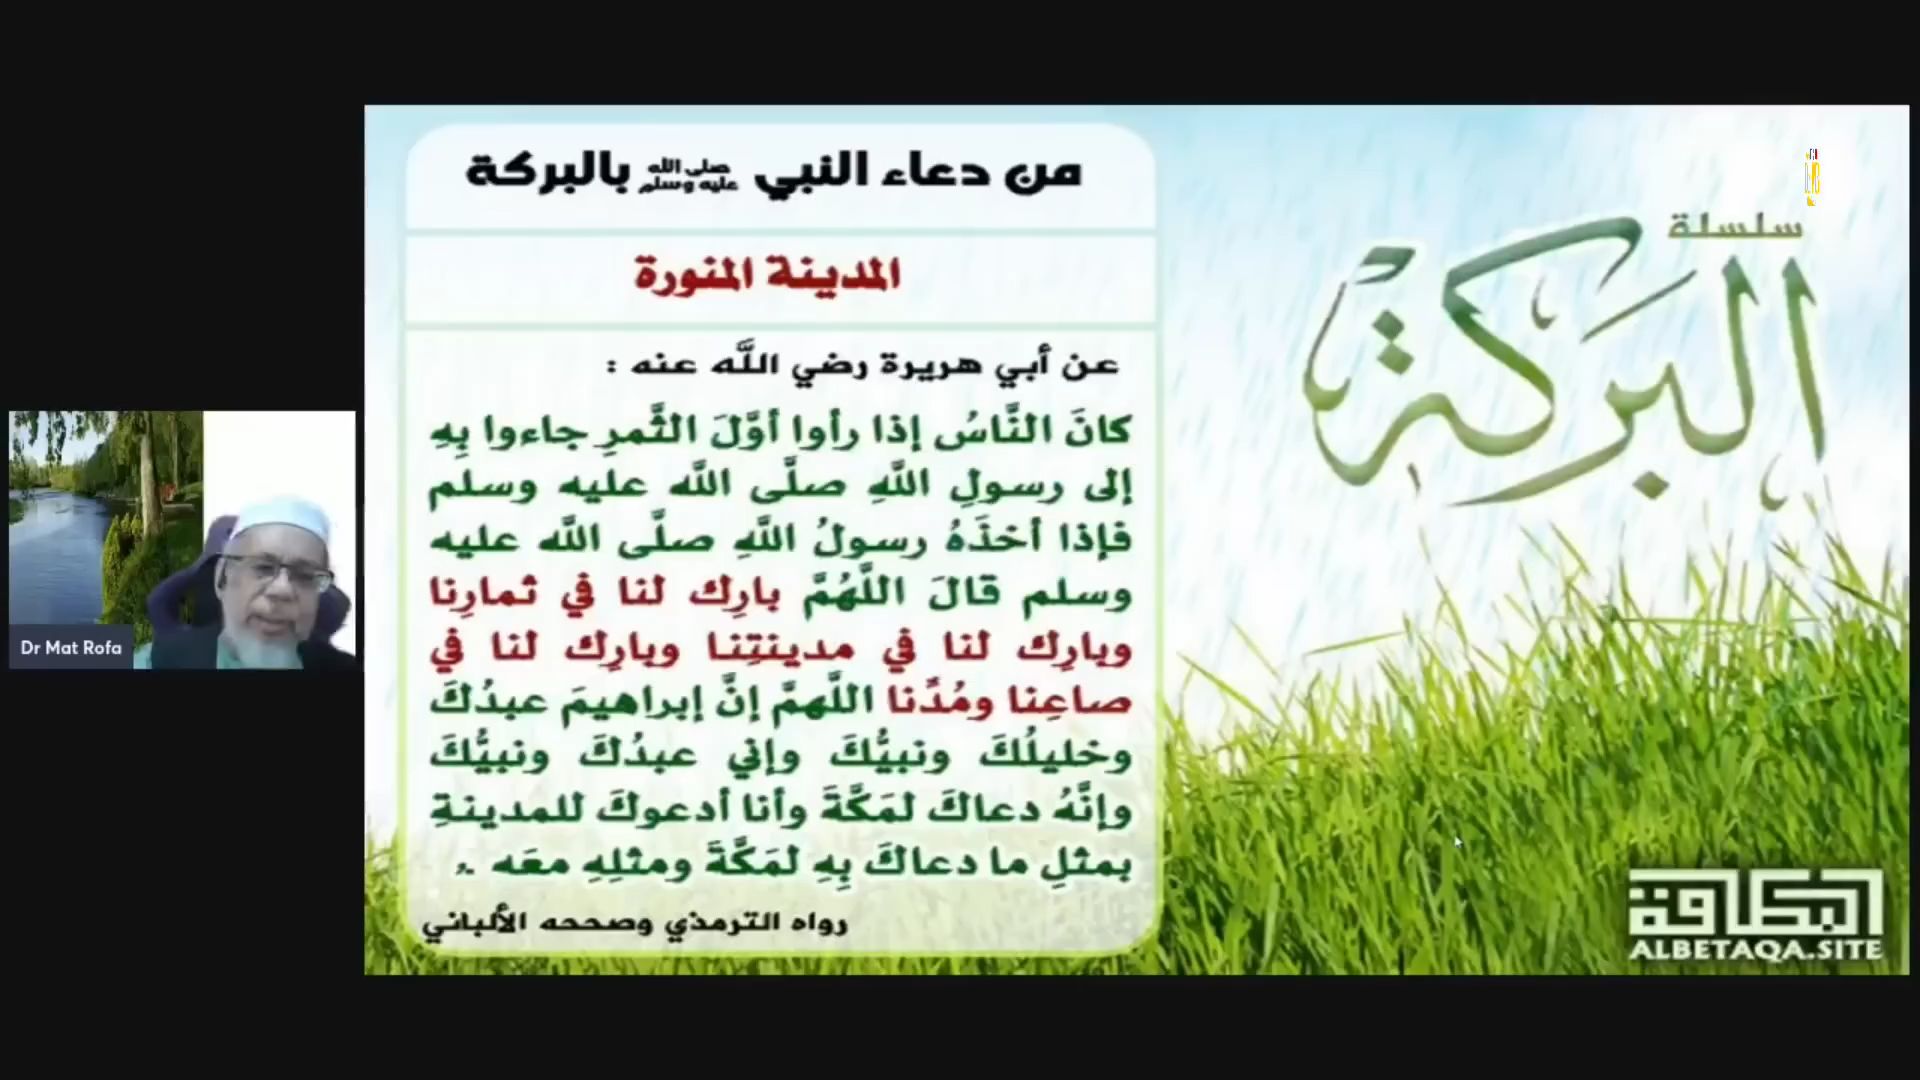 من دعاء النبي صلى الله عليه وسلم بالبركة
المدينة المنورة
عن أبي هريرة رضي اللَّه عنه :
كانَ النَّاسُ إذا رأوا أوَّلَ الثَّمرِ جاءوا بِهِ
إلى رسولِ اللَّهِ صلَّى اللَّه عليه وسلم
فإذا أخذَهُ رسولُ اللَّهِ صلَّى اللَّه عليه
وسلم قالَ اللَّهُمَّ بارِك لنا في ثمارِنا
وبارِك لنا في مدينتِنا وبارِك لنا في
صاعِنا ومُدِّنا اللَّهمَّ إنَّ إبراهيمَ عبدُكَ
وخليلُكَ ونبيُّكَ وإني عبدُكَ ونبيُّكَ
وإنَّهُ دعاكَ لمَكَّةَ وأنا أدعوكَ للمدينةِ
بمثلِ ما دعاكَ بِهِ لمَكَّةَ ومثلِهِ معَه .
رواه الترمذي وصححه الألباني
سلسلة
البَركة
البطاقة
ALBETAQA.SITE
Dr Mat Rofa